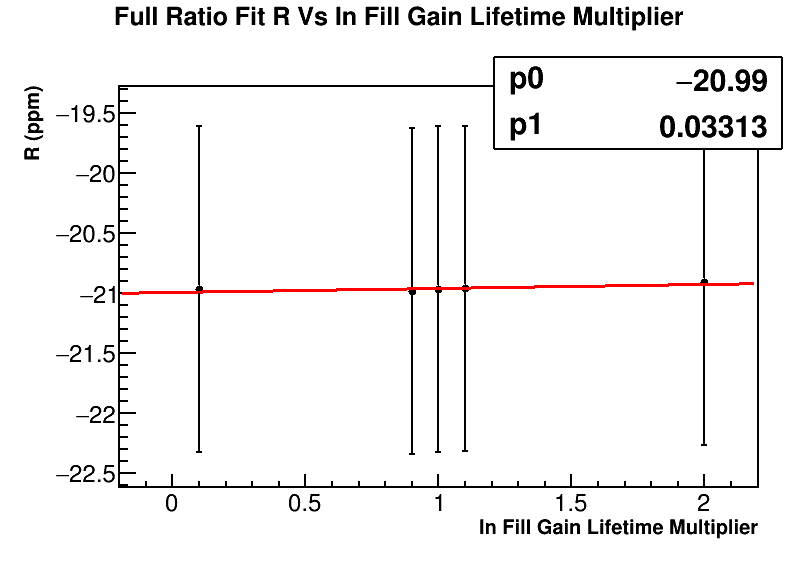 Full Ratio Fit R Vs In Fill Gain Lifetime Multiplier
p0 −20.99
p1 0.03313
R (ppm)
−19.5
−20
−20.5
−21
−21.5
−22
−22.5
0 0.5 1 1.5 2
In Fill Gain Lifetime Multiplier